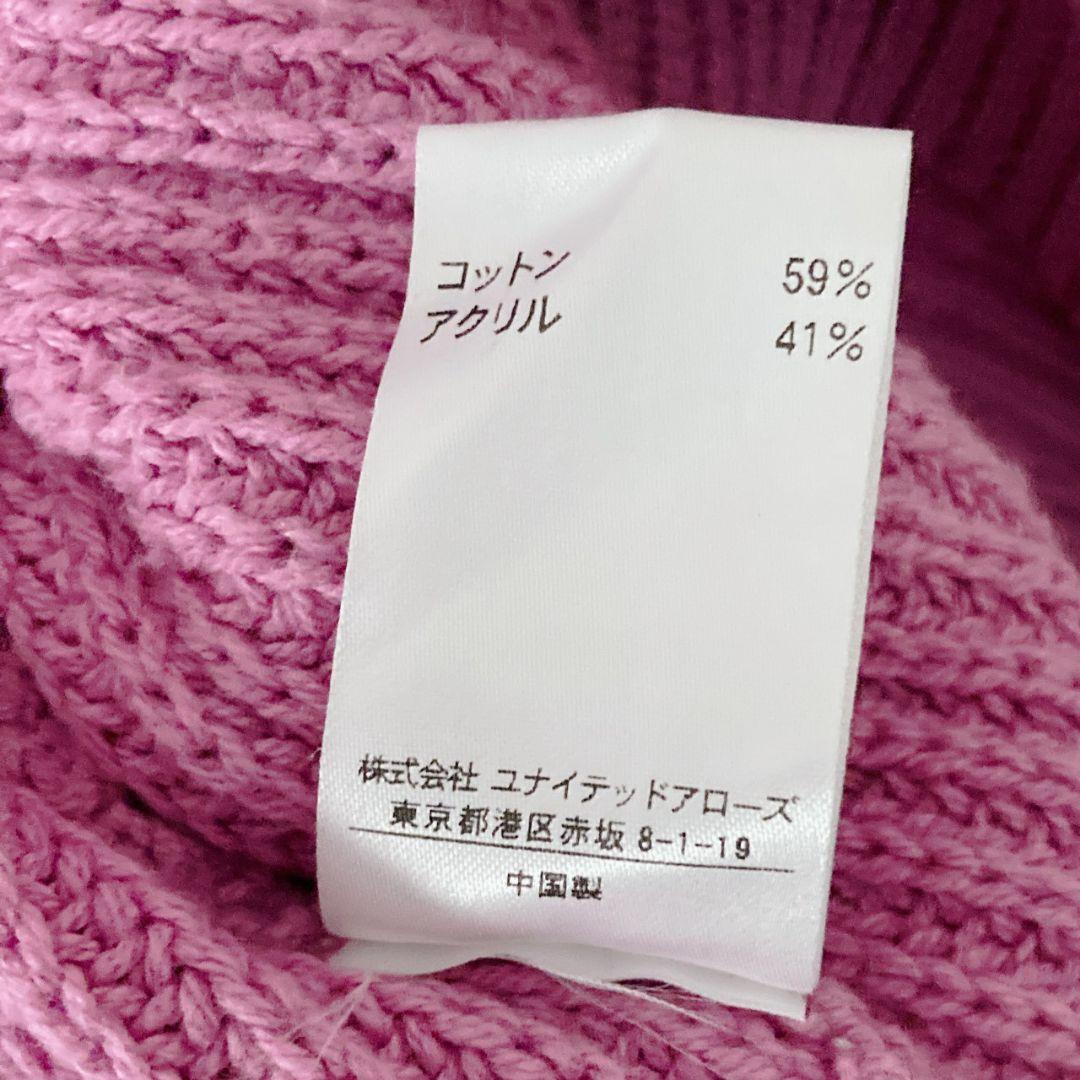 コットン 59%
アクリル 41%
株式会社 ユナイテッドアローズ
東京都港区赤坂 8-1-19
中国製